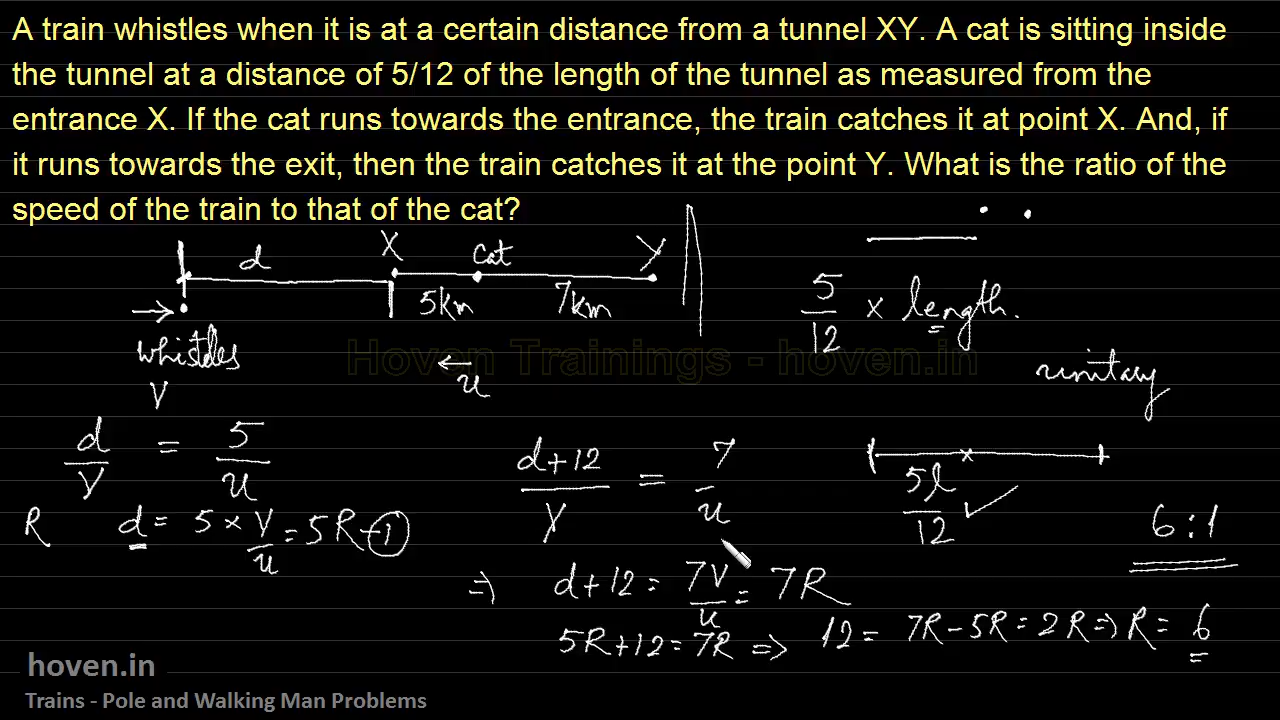 A train whistles when it is at a certain distance from a tunnel XY. A cat is sitting inside
the tunnel at a distance of 5/12 of the length of the tunnel as measured from the
entrance X. If the cat runs towards the entrance, the train catches it at point X. And, if
it runs towards the exit, then the train catches it at the point Y. What is the ratio of the
speed of the train to that of the cat?
d X Cat Y
5km 7km
5/12 x length.
→ whistles
V
← u
Hoven Trainings - hoven.in
unitary
d/V = 5/u
d+12/V = 7/u
5l/12 ✓
6:1
R d = 5 × V/u = 5R –①
⇒ d+12 = 7V/u = 7R
5R+12 = 7R ⇒ 12 = 7R – 5R = 2R ⇒ R = 6
hoven.in
Trains - Pole and Walking Man Problems